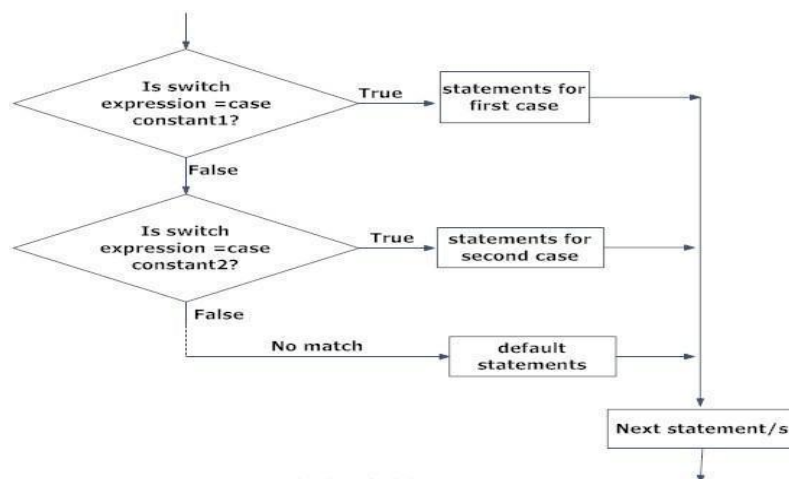 Is switch
expression =case
constant1?
True
statements for
first case
False
Is switch
expression =case
constant2?
True
statements for
second case
False
No match
default
statements
Next statement/s